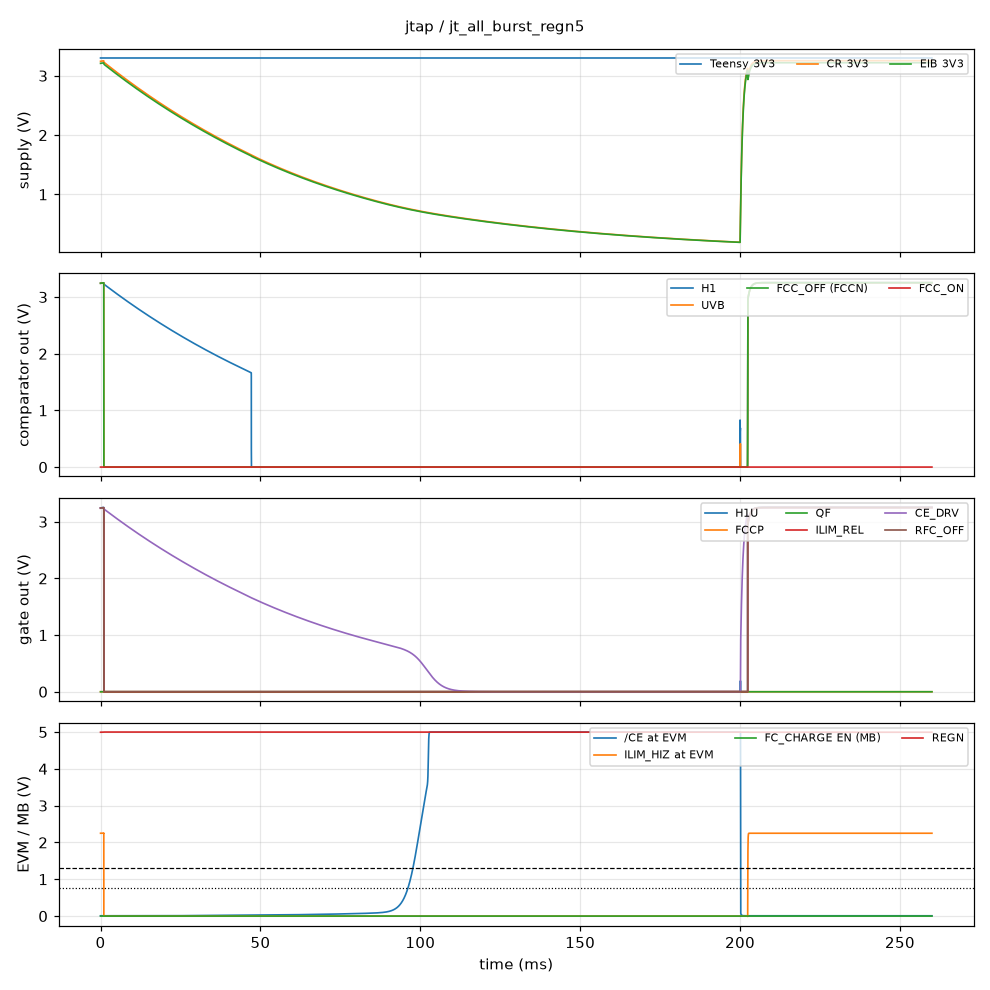 jtap / jt_all_burst_regn5
supply (V)
3
2
1
Teensy 3V3 CR 3V3 EIB 3V3
comparator out (V)
3
2
1
0
H1 FCC_OFF (FCCN) FCC_ON
UVB
gate out (V)
3
2
1
0
H1U QF CE_DRV
FCCP ILIM_REL RFC_OFF
EVM / MB (V)
5
4
3
2
1
0
/CE at EVM FC_CHARGE EN (MB) REGN
ILIM_HIZ at EVM
0 50 100 150 200 250
time (ms)